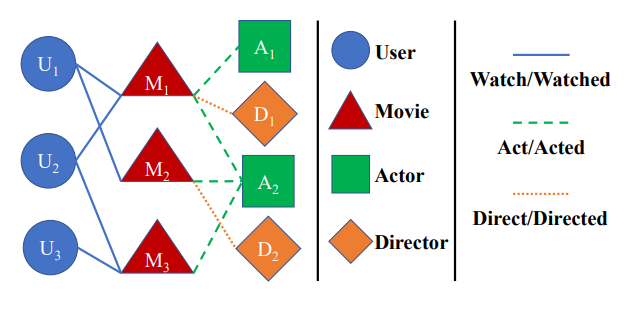 U1
U2
U3
M1
M2
M3
A1
D1
A2
D2
User
Movie
Actor
Director
Watch/Watched
Act/Acted
Direct/Directed